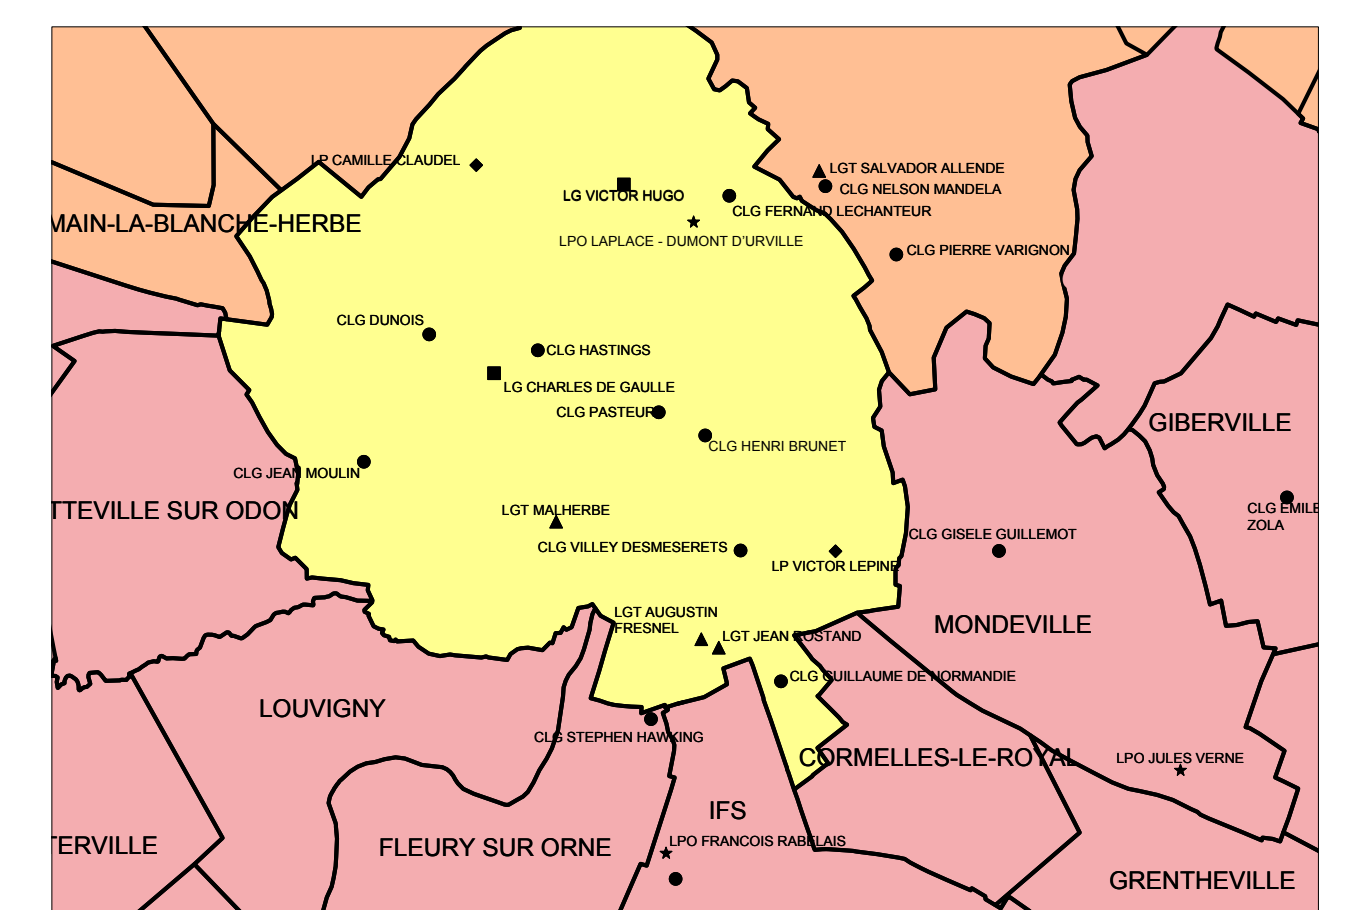 LP CAMILLE CLAUDEL
LGT SALVADOR ALLENDE
CLG NELSON MANDELA
LG VICTOR HUGO
CLG FERNAND LECHANTEUR
MAIN-LA-BLANCHE-HERBE
LPO LAPLACE - DUMONT D'URVILLE
CLG PIERRE VARIGNON
CLG DUNOIS
CLG HASTINGS
LG CHARLES DE GAULLE
CLG PASTEUR
GIBERVILLE
CLG HENRI BRUNET
CLG JEAN MOULIN
TTEVILLE SUR ODON
LGT MALHERBE
CLG EMILE
ZOLA
CLG GISELE GUILLEMOT
CLG VILLEY DESMESERETS
LP VICTOR LEPINE
LGT AUGUSTIN
FRESNEL
MONDEVILLE
LGT JEAN ROSTAND
CLG GUILLAUME DE NORMANDIE
LOUVIGNY
CLG STEPHEN HAWKING
CORMELLES-LE-ROYAL
LPO JULES VERNE
IFS
LPO FRANCOIS RABELAIS
TERVILLE
FLEURY SUR ORNE
GRENTHEVILLE